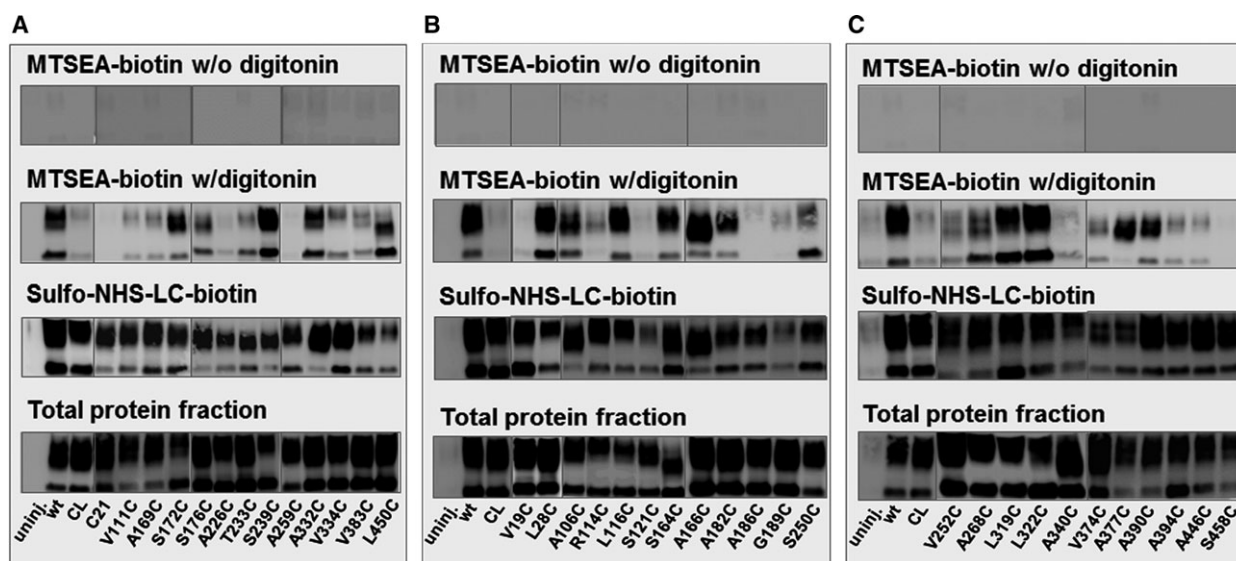 A
MTSEA-biotin w/o digitonin
MTSEA-biotin w/digitonin
Sulfo-NHS-LC-biotin
Total protein fraction
uninj. wt CL C21 V111C A169C S172C S176C A226C T233C S239C A259C A332C V334C V383C L450C
B
MTSEA-biotin w/o digitonin
MTSEA-biotin w/digitonin
Sulfo-NHS-LC-biotin
Total protein fraction
uninj. wt CL V19C L28C A109C R114C L116C S121C S164C A166C A182C A186C G189C S250C
C
MTSEA-biotin w/o digitonin
MTSEA-biotin w/digitonin
Sulfo-NHS-LC-biotin
Total protein fraction
uninj. wt CL V252C A268C L319C L322C A340C V374C A377C A390C A394C A446C S458C